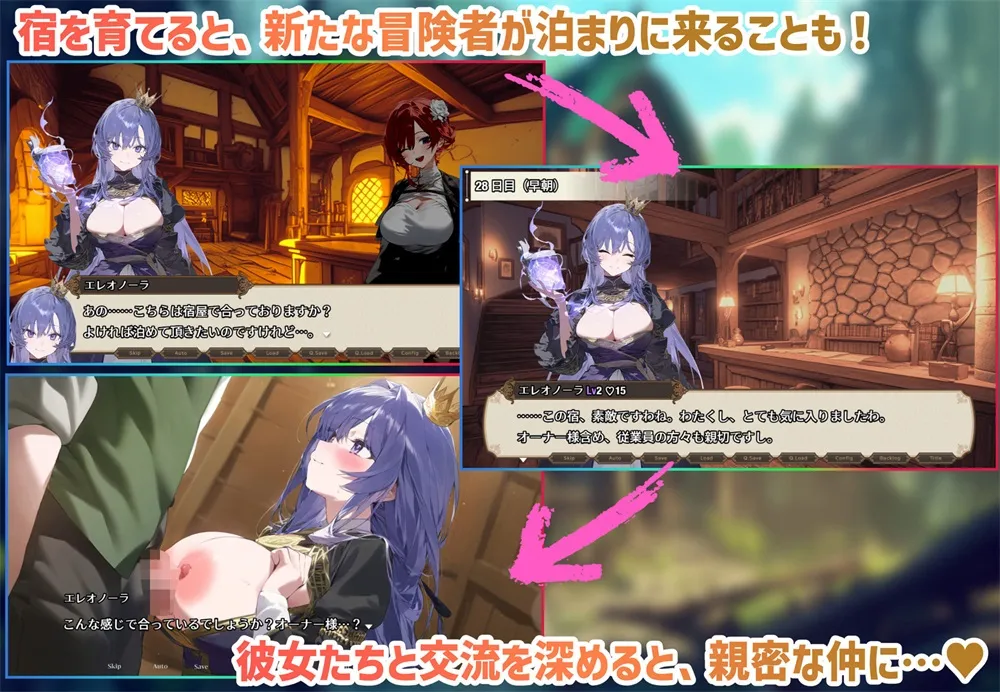 宿を育てると、新たな冒険者が泊まりに来ることも！
エレオノーラ
あの……こちらは宿屋で合っておりますか？
よければ泊めて頂きたいのですけれど…。
Skip Auto Save Load Q.Save Q.Load Config
28日目（早朝）
エレオノーラ Lv2 ♡15
……この宿、素敵ですわね。わたくし、とても気に入りましたわ。
オーナー様含め、従業員の方々も親切ですし。
Skip Auto Save Load Q.Save Q.Load Config Backlog Title
エレオノーラ
こんな感じで合っているでしょうか？オーナー様…？
Skip Auto Save
彼女たちと交流を深めると、親密な仲に…♥